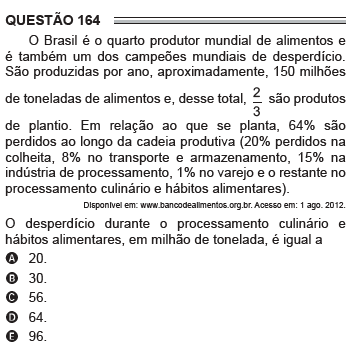 QUESTÃO 164
O Brasil é o quarto produtor mundial de alimentos e
é também um dos campeões mundiais de desperdício.
São produzidas por ano, aproximadamente, 150 milhões
de toneladas de alimentos e, desse total, 2/3 são produtos
de plantio. Em relação ao que se planta, 64% são
perdidos ao longo da cadeia produtiva (20% perdidos na
colheita, 8% no transporte e armazenamento, 15% na
indústria de processamento, 1% no varejo e o restante no
processamento culinário e hábitos alimentares).
Disponível em: www.bancodealimentos.org.br. Acesso em: 1 ago. 2012.
O desperdício durante o processamento culinário e
hábitos alimentares, em milhão de tonelada, é igual a
A 20.
B 30.
C 56.
D 64.
E 96.